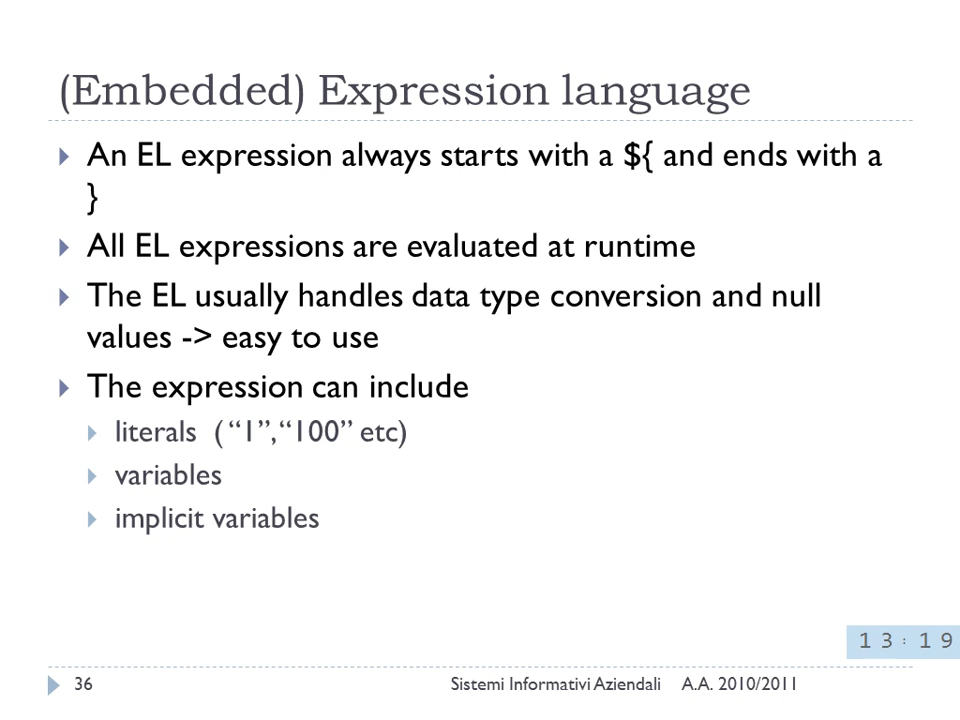 (Embedded) Expression language
An EL expression always starts with a ${ and ends with a
}
All EL expressions are evaluated at runtime
The EL usually handles data type conversion and null
values -> easy to use
The expression can include
literals ( “1”, “100” etc)
variables
implicit variables
13:19
36 Sistemi Informativi Aziendali A.A. 2010/2011